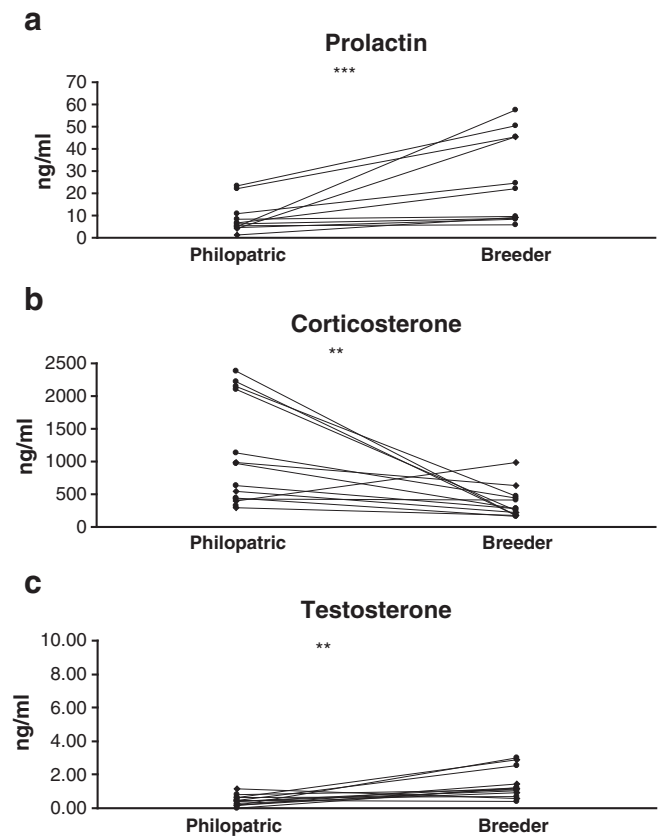 a
Prolactin
***
70
60
50
40
30
20
10
0
ng/ml
Philopatric Breeder
b
Corticosterone
**
2500
2000
1500
1000
500
0
ng/ml
Philopatric Breeder
c
Testosterone
**
10.00
8.00
6.00
4.00
2.00
0.00
ng/ml
Philopatric Breeder